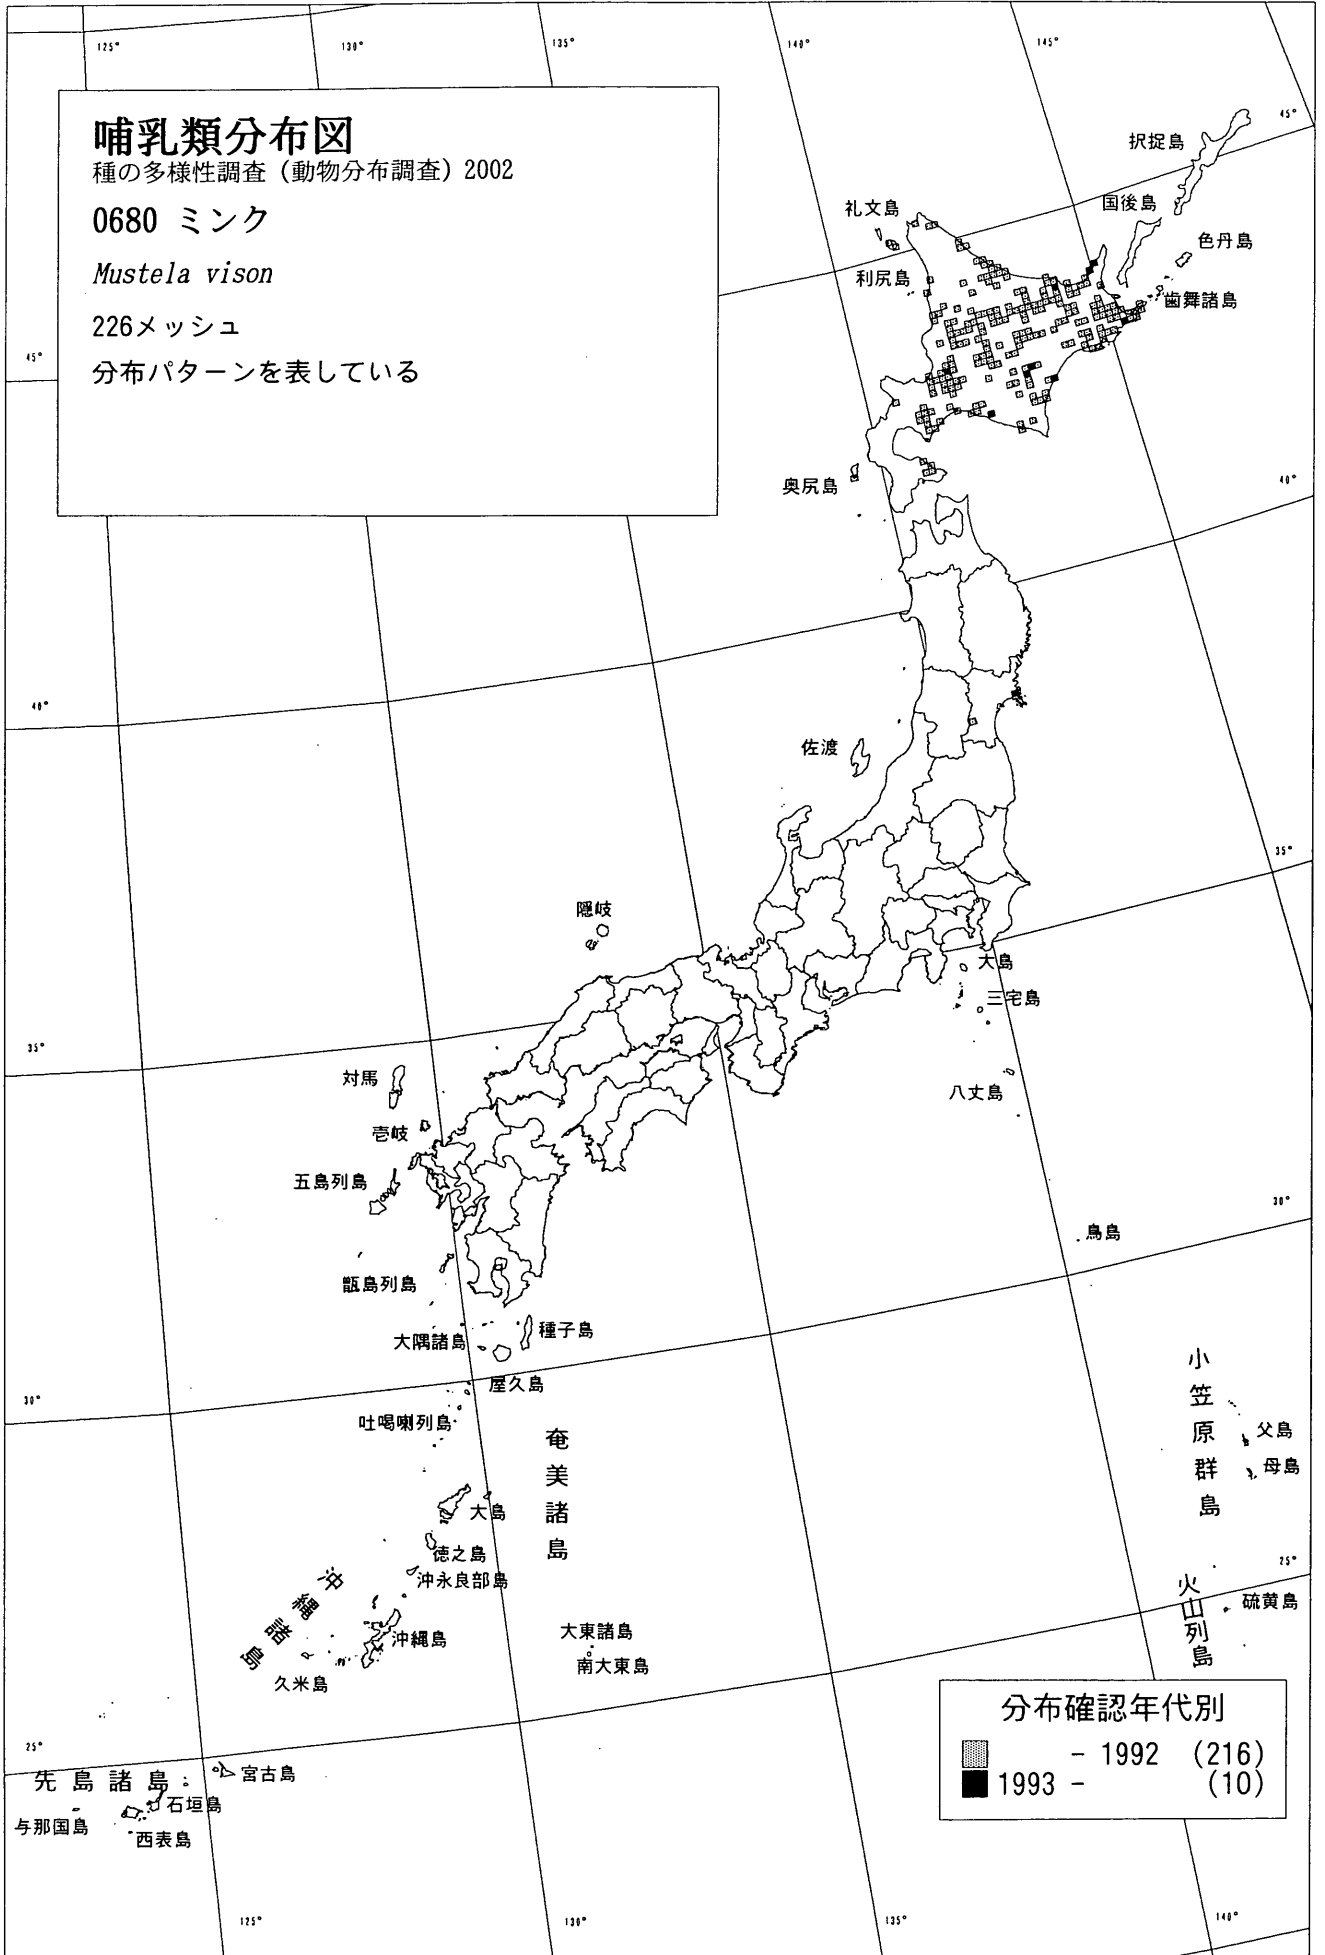 125°
130°
135°
140°
145°
45°
哺乳類分布図
種の多様性調査（動物分布調査）2002
0680 ミンク
Mustela vison
226メッシュ
分布パターンを表している
択捉島
国後島
礼文島
色丹島
利尻島
歯舞諸島
45°
奥尻島
40°
40°
佐渡
35°
隠岐
大島
三宅島
35°
対馬
八丈島
壱岐
五島列島
30°
鳥島
甑島列島
大隅諸島
種子島
屋久島
30°
吐喝喇列島
奄美諸島
小笠原群島
父島
母島
大島
徳之島
沖永良部島
沖縄諸島
沖縄島
久米島
大東諸島
南大東島
25°
火山列島
硫黄島
25°
先島諸島
宮古島
石垣島
与那国島
西表島
分布確認年代別
- 1992 (216)
1993 - (10)
125°
130°
135°
140°